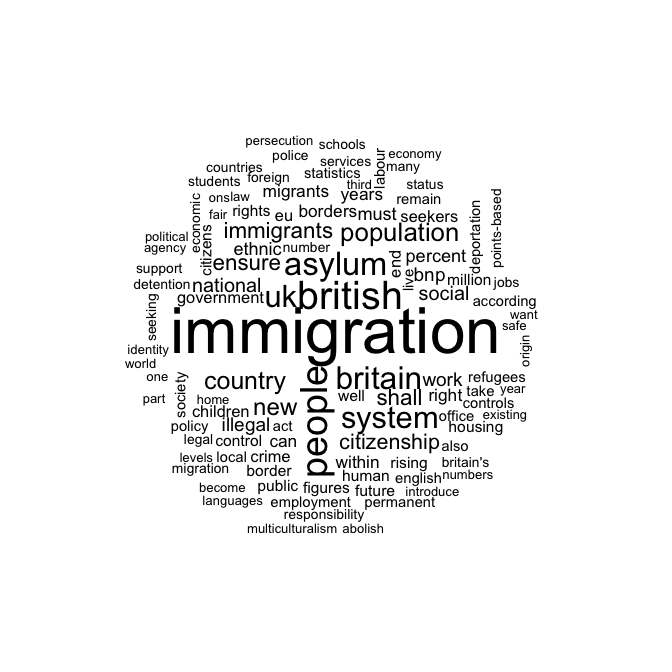 persecution schools
police services labour economy
countries statistics many
students foreign third status
ons law migrants years remain
economic fair rights eu borders must seekers points-based
political citizens immigrants population deportation
agency ethnic number
support ensure asylum end percent
detention national live bnp million jobs
government uk british social according
seeking want
immigration safe
identity origin
world
one country people britain work refugees
part society home well shall right take year
children new controls
policy illegal act system office existing
housing
legal control can citizenship also
levels local crime within rising britain's
migration border human english numbers
become public figures future introduce
languages employment permanent
responsibility
multiculturalism abolish